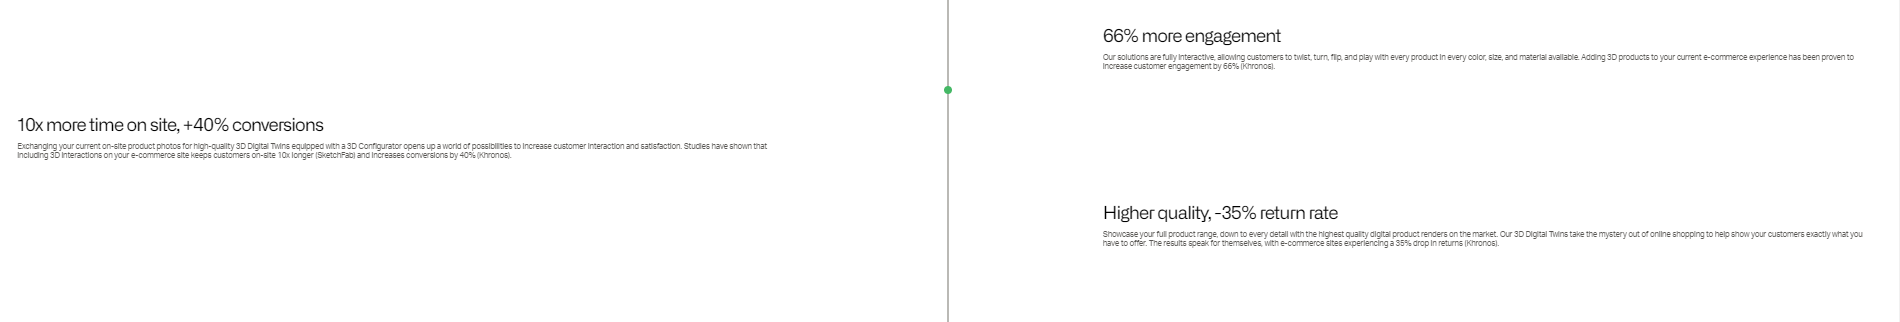 66% more engagement
Our solutions are fully interactive, allowing customers to twist, turn, flip, and play with every product in every color, size, and material available. Adding 3D products to your current e-commerce experience has been proven to
increase customer engagement by 66% (Khronos).
10x more time on site, +40% conversions
Exchanging your current on-site product photos for high-quality 3D Digital Twins equipped with a 3D Configurator opens up a world of possibilities to increase customer interaction and satisfaction. Studies have shown that
including 3D interactions on your e-commerce site keeps customers on-site 10x longer (SketchFab) and increases conversions by 40% (Khronos).
Higher quality, -35% return rate
Showcase your full product range, down to every detail with the highest quality digital product renders on the market. Our 3D Digital Twins take the mystery out of online shopping to help show your customers exactly what you
have to offer. The results speak for themselves, with e-commerce sites experiencing a 35% drop in returns (Khronos).